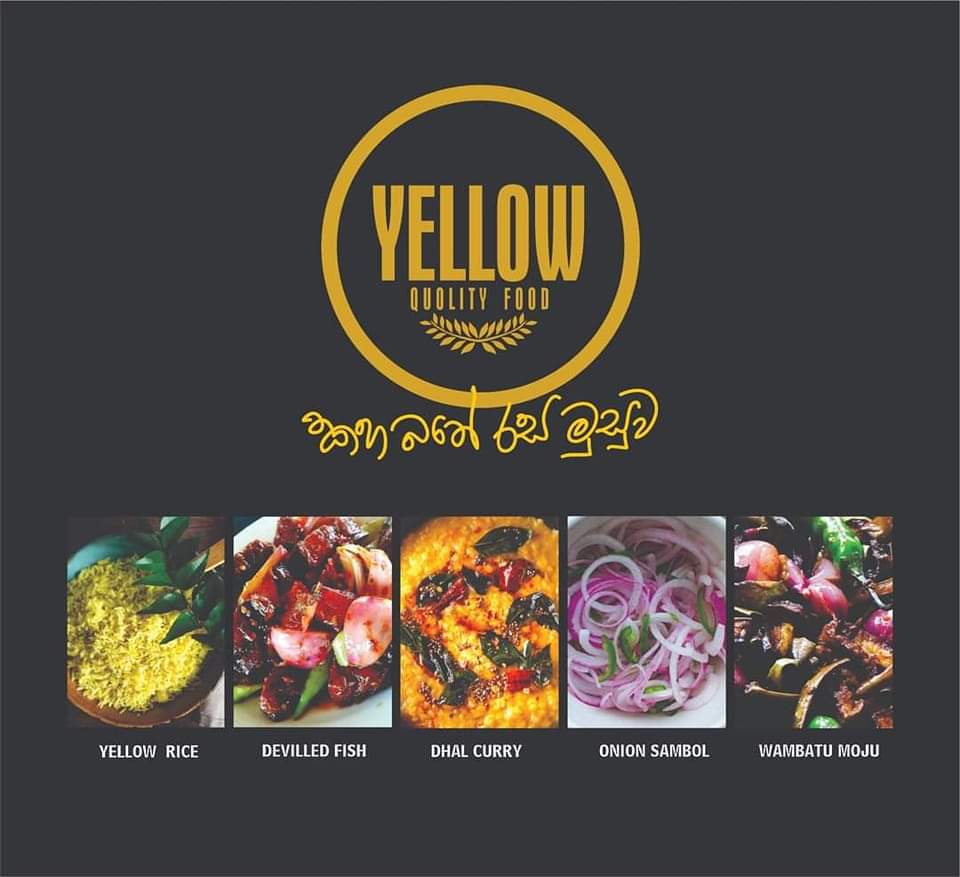 YELLOW
QUOLITY FOOD
කහ බතේ රස මුසුව
YELLOW RICE
DEVILLED FISH
DHAL CURRY
ONION SAMBOL
WAMBATU MOJU